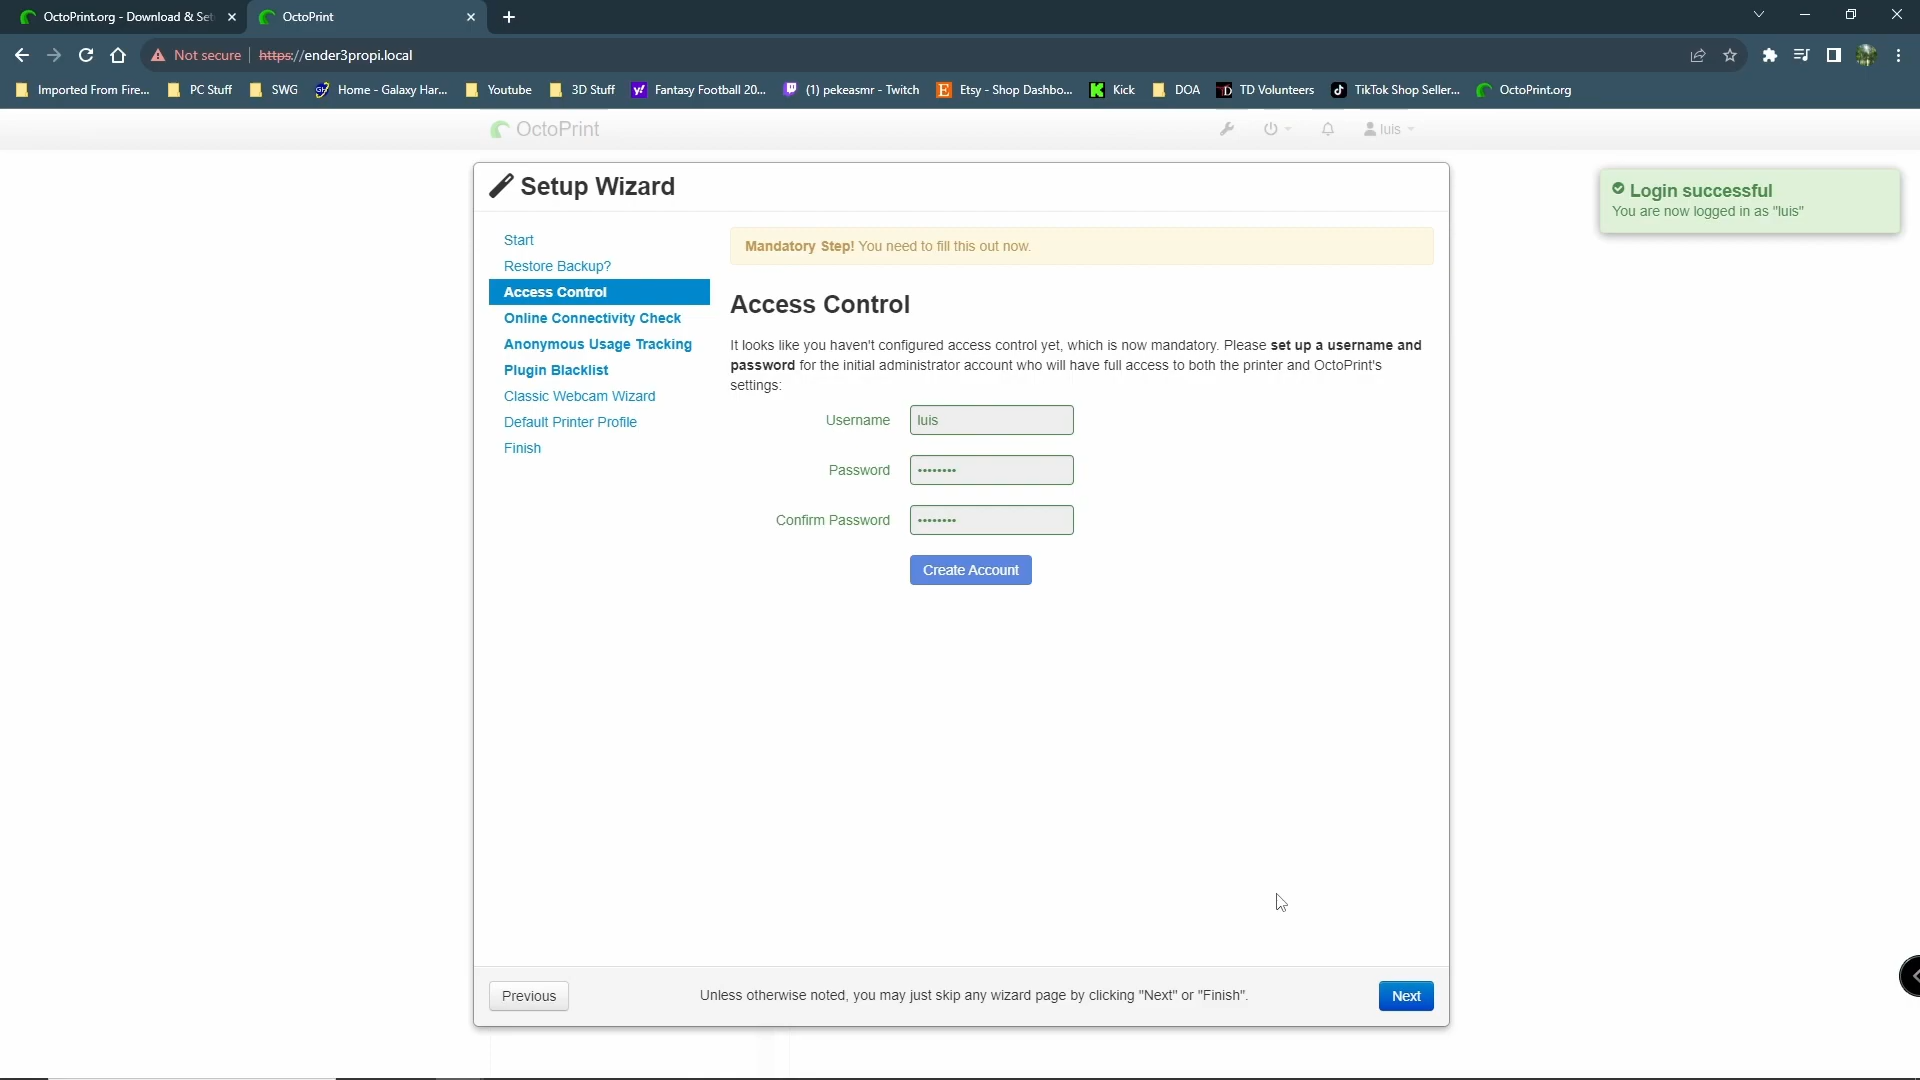 OctoPrint.org - Download & Set
OctoPrint
Not secure
https://ender3propi.local
Imported From Fire...
PC Stuff
SWG
Home - Galaxy Har...
Youtube
3D Stuff
Fantasy Football 20...
(1) pekeasmr - Twitch
Etsy - Shop Dashbo...
Kick
DOA
TD Volunteers
TikTok Shop Seller...
OctoPrint.org
OctoPrint
luis
Setup Wizard
Login successful
You are now logged in as "luis"
Start
Restore Backup?
Access Control
Online Connectivity Check
Anonymous Usage Tracking
Plugin Blacklist
Classic Webcam Wizard
Default Printer Profile
Finish
Mandatory Step! You need to fill this out now.
Access Control
It looks like you haven't configured access control yet, which is now mandatory. Please set up a username and
password for the initial administrator account who will have full access to both the printer and OctoPrint's
settings:
Username
luis
Password
••••••••
Confirm Password
••••••••
Create Account
Previous
Unless otherwise noted, you may just skip any wizard page by clicking "Next" or "Finish".
Next